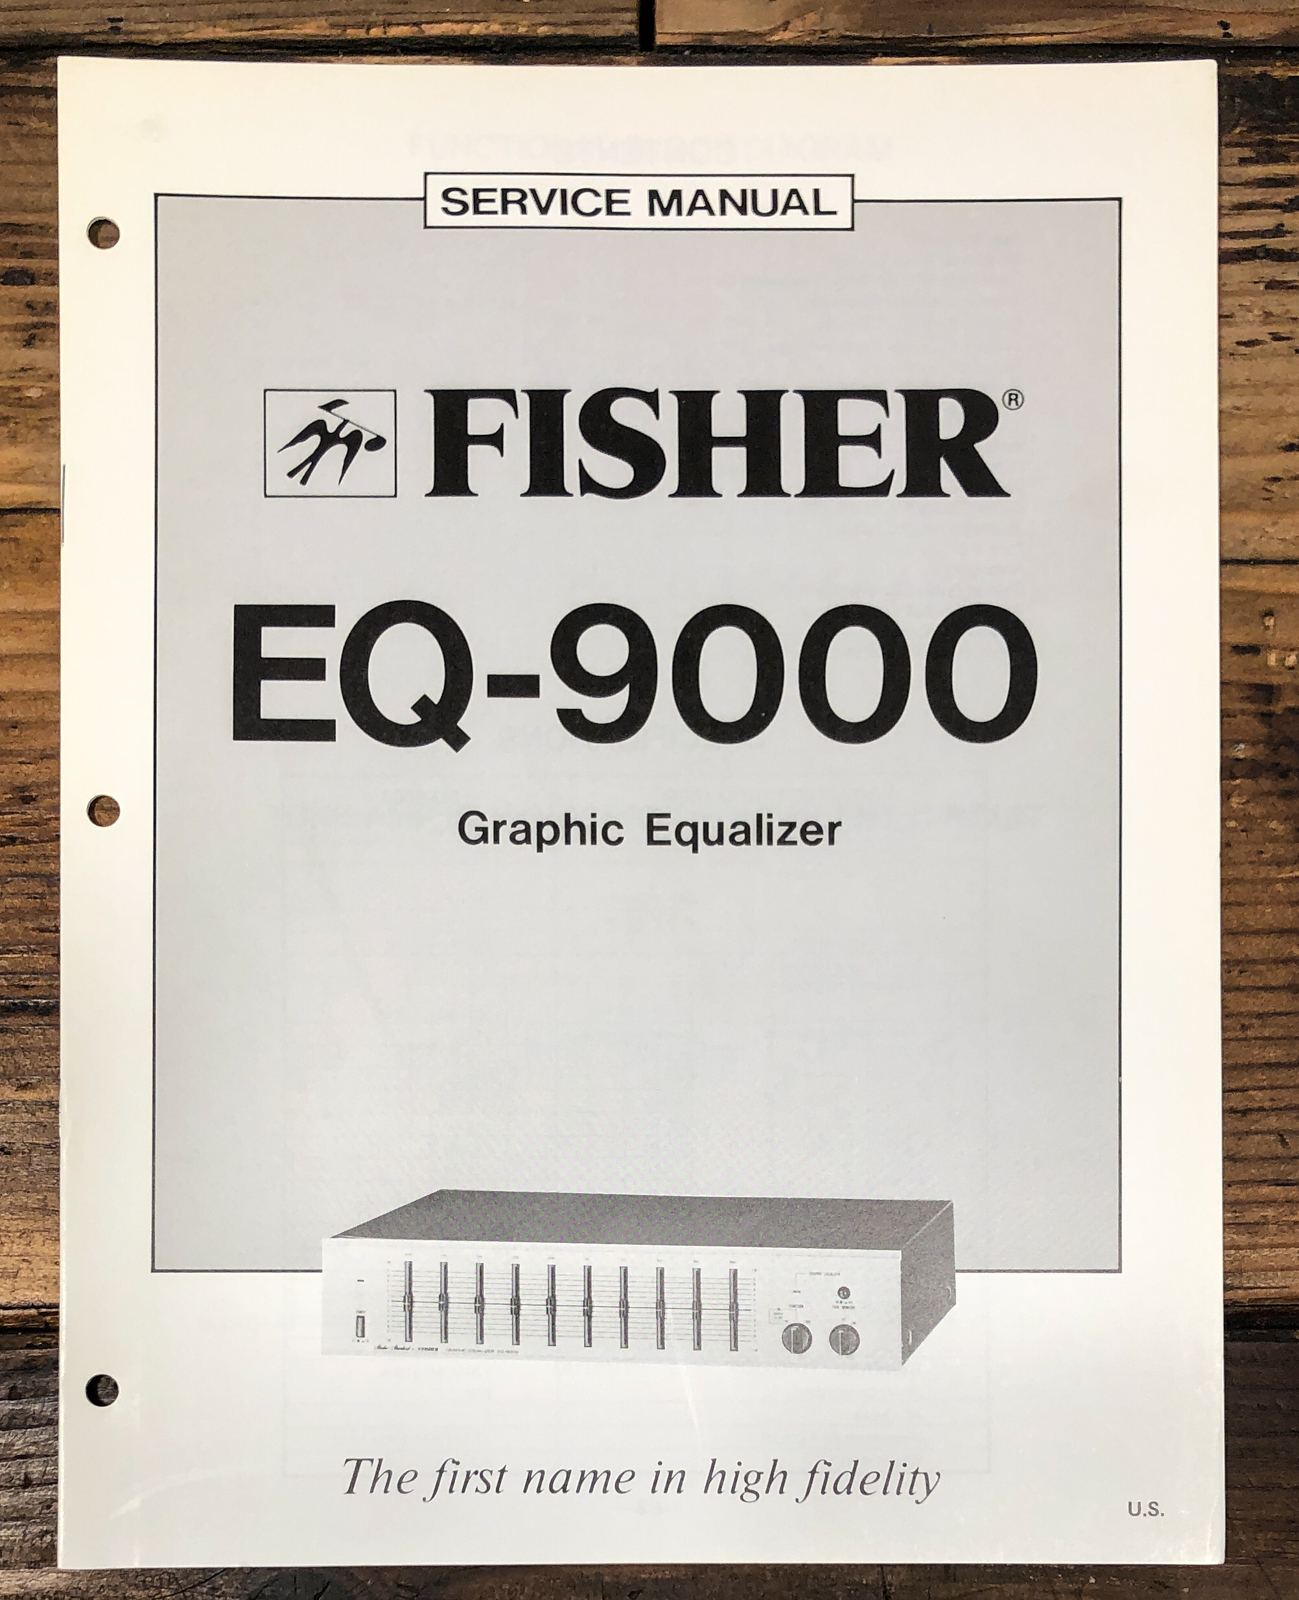 SERVICE MANUAL
FISHER®
EQ-9000
Graphic Equalizer
The first name in high fidelity
U.S.